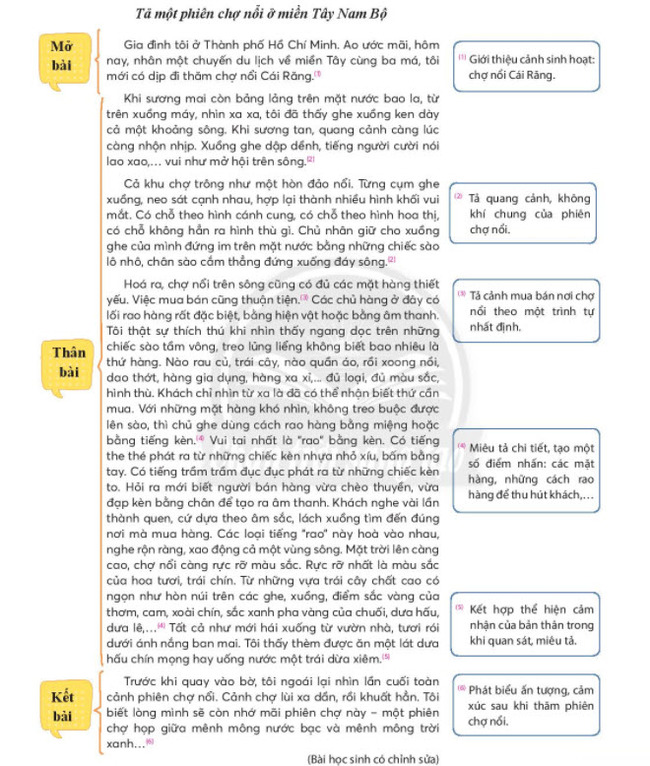 Tả một phiên chợ nổi ở miền Tây Nam Bộ
Mở
bài
Gia đình tôi ở Thành phố Hồ Chí Minh. Ao ước mãi, hôm
nay, nhân một chuyến du lịch về miền Tây cùng ba má, tôi
mới có dịp đi thăm chợ nổi Cái Răng.(1)
(1) Giới thiệu cảnh sinh hoạt:
chợ nổi Cái Răng.
Thân
bài
Khi sương mai còn bảng lảng trên mặt nước bao la, từ
trên xuồng máy, nhìn xa xa, tôi đã thấy ghe xuồng ken dày
cả một khoảng sông. Khi sương tan, quang cảnh càng lúc
càng nhộn nhịp. Xuồng ghe dập dềnh, tiếng người cười nói
lao xao,... vui như mở hội trên sông.(2)
Cả khu chợ trông như một hòn đảo nổi. Từng cụm ghe
xuồng, neo sát cạnh nhau, hợp lại thành nhiều hình khối vui
mắt. Có chỗ theo hình cánh cung, có chỗ theo hình hoa thị,
có chỗ không hẳn ra hình thù gì. Chủ nhân giữ cho xuồng
ghe của mình đứng im trên mặt nước bằng những chiếc sào
lô nhô, chân sào cắm thẳng đứng xuống đáy sông.(2)
(2) Tả quang cảnh, không
khí chung của phiên
chợ nổi.
Hoá ra, chợ nổi trên sông cũng có đủ các mặt hàng thiết
yếu. Việc mua bán cũng thuận tiện.(3) Các chủ hàng ở đây có
lối rao hàng rất đặc biệt, bằng hiện vật hoặc bằng âm thanh.
Tôi thật sự thích thú khi nhìn thấy ngang dọc trên những
chiếc sào tầm vông, treo lủng liểng không biết bao nhiêu là
thứ hàng. Nào rau củ, trái cây, nào quần áo, rồi xoong nồi,
dao thớt, hàng gia dụng, hàng xa xỉ,... đủ loại, đủ màu sắc,
hình thù. Khách chỉ nhìn từ xa là đã có thể nhận biết thứ cần
mua. Với những mặt hàng khó nhìn, không treo buộc được
lên sào, thì chủ ghe dùng cách rao hàng bằng miệng hoặc
bằng tiếng kèn.(4) Vui tai nhất là “rao” bằng kèn. Có tiếng
the thé phát ra từ những chiếc kèn nhựa nhỏ xíu, bấm bằng
tay. Có tiếng trầm trầm đục đục phát ra từ những chiếc kèn
to. Hỏi ra mới biết người bán hàng vừa chèo thuyền, vừa
đạp kèn bằng chân để tạo ra âm thanh. Khách nghe vài lần
thành quen, cứ dựa theo âm sắc, lách xuồng tìm đến đúng
nơi mà mua hàng. Các loại tiếng “rao” này hoà vào nhau,
nghe rộn ràng, xao động cả một vùng sông. Mặt trời lên càng
cao, chợ nổi càng rực rỡ màu sắc. Rực rỡ nhất là màu sắc
của hoa tươi, trái chín. Từ những vựa trái cây chất cao có
ngọn như hòn núi trên các ghe, xuồng, điểm sắc vàng của
thơm, cam, xoài chín, sắc xanh pha vàng của chuối, dưa hấu,
dưa lê,...(4) Tất cả như mới hái xuống từ vườn nhà, tươi rói
dưới ánh nắng ban mai. Tôi thấy thèm được ăn một lát dưa
hấu chín mọng hay uống nước một trái dừa xiêm.(5)
(3) Tả cảnh mua bán nơi chợ
nổi theo một trình tự
nhất định.
(4) Miêu tả chi tiết, tạo một
số điểm nhấn: các mặt
hàng, những cách rao
hàng để thu hút khách,...
(5) Kết hợp thể hiện cảm
nhận của bản thân trong
khi quan sát, miêu tả.
Kết
bài
Trước khi quay vào bờ, tôi ngoái lại nhìn lần cuối toàn
cảnh phiên chợ nổi. Cảnh chợ lùi xa dần, rồi khuất hẳn. Tôi
biết lòng mình sẽ còn nhớ mãi phiên chợ này – một phiên
chợ họp giữa mênh mông nước bạc và mênh mông trời
xanh...(6)
(6) Phát biểu ấn tượng, cảm
xúc sau khi thăm phiên
chợ nổi.
(Bài học sinh có chỉnh sửa)